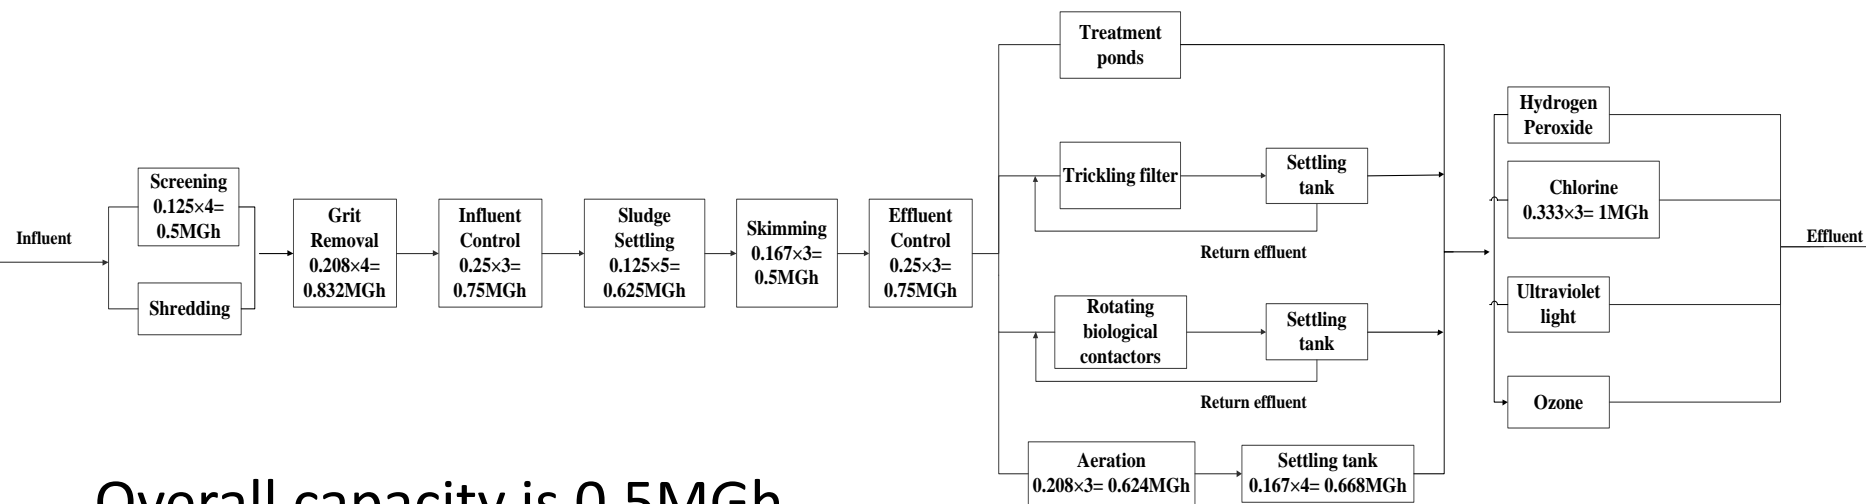 Influent
Screening
0.125×4=
0.5MGh
Shredding
Grit
Removal
0.208×4=
0.832MGh
Influent
Control
0.25×3=
0.75MGh
Sludge
Settling
0.125×5=
0.625MGh
Skimming
0.167×3=
0.5MGh
Effluent
Control
0.25×3=
0.75MGh
Treatment
ponds
Trickling filter
Settling
tank
Return effluent
Rotating
biological
contactors
Settling
tank
Return effluent
Aeration
0.208×3= 0.624MGh
Settling tank
0.167×4= 0.668MGh
Hydrogen
Peroxide
Chlorine
0.333×3= 1MGh
Ultraviolet
light
Ozone
Effluent
Overall capacity is 0.5MGh